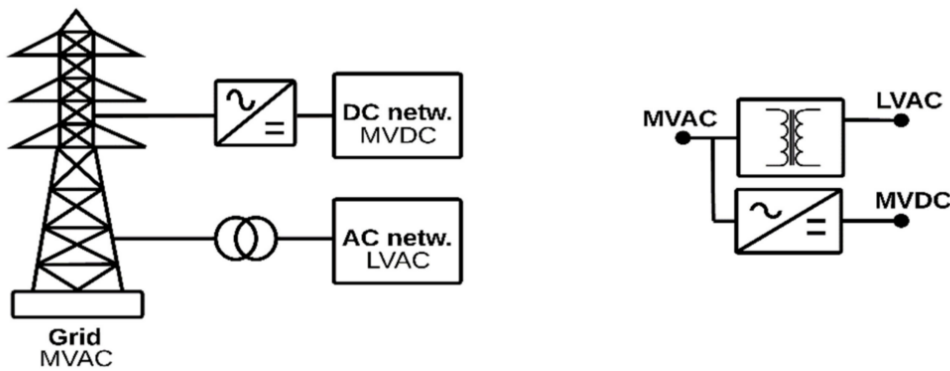 DC netw.
MVDC
AC netw.
LVAC
Grid
MVAC
MVAC
LVAC
MVDC